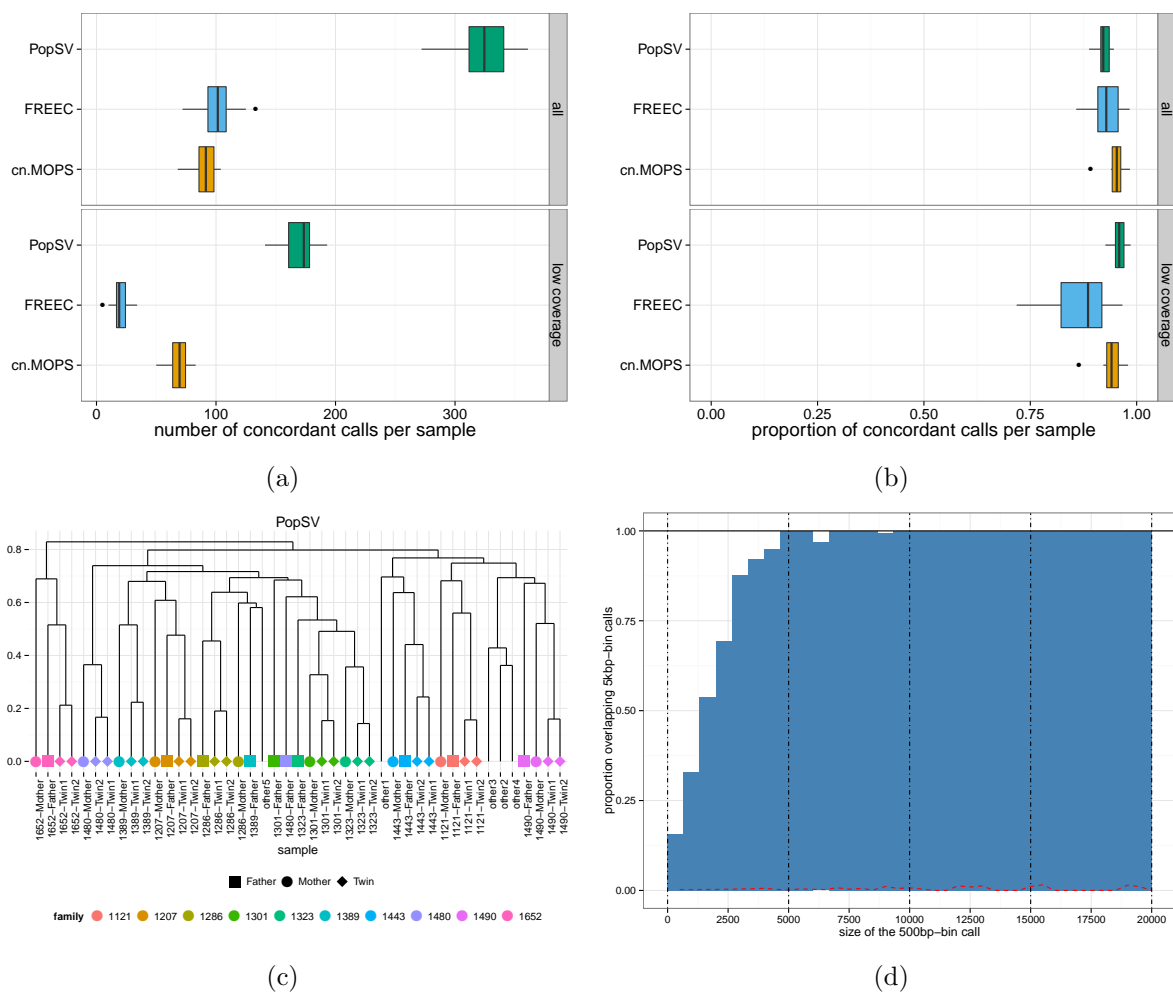 PopSV
FREEC
cn.MOPS
all
PopSV
FREEC
cn.MOPS
low coverage
0 100 200 300
number of concordant calls per sample
(a)
PopSV
FREEC
cn.MOPS
all
PopSV
FREEC
cn.MOPS
low coverage
0.00 0.25 0.50 0.75 1.00
proportion of concordant calls per sample
(b)
PopSV
0.8
0.6
0.4
0.2
0.0
1652−Mother
1652−Father
1652−Twin1
1652−Twin2
1480−Mother
1480−Twin2
1480−Twin1
1389−Mother
1389−Twin1
1389−Twin2
1207−Mother
1207−Father
1207−Twin1
1207−Twin2
1286−Father
1286−Twin1
1286−Twin2
1286−Mother
1389−Father
other5
1301−Father
1480−Father
1323−Father
1301−Mother
1301−Twin1
1301−Twin2
1323−Mother
1323−Twin1
1323−Twin2
other1
1443−Mother
1443−Father
1443−Twin2
1443−Twin1
1121−Mother
1121−Father
1121−Twin1
1121−Twin2
other3
other2
other4
1490−Father
1490−Mother
1490−Twin1
1490−Twin2
sample
Father Mother Twin
family 1121 1207 1286 1301 1323 1389 1443 1480 1490 1652
(c)
proportion overlapping 5kbp−bin calls
1.00
0.75
0.50
0.25
0.00
0 2500 5000 7500 10000 12500 15000 17500 20000
size of the 500bp−bin call
(d)